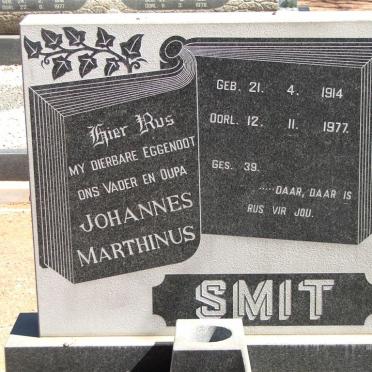 Hier Rus
MY DIERBARE EGGENOOT
ONS VADER EN OUPA
JOHANNES
MARTHINUS
GEB. 21. 4. 1914
OORL. 12. 11. 1977.
GES. 39.
.....DAAR, DAAR IS
RUS VIR JOU.
SMIT